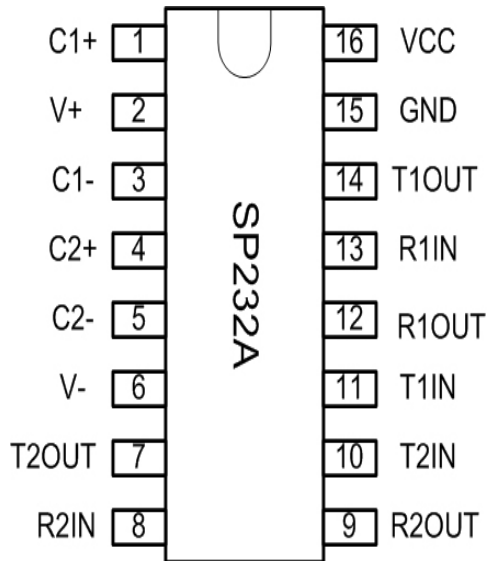 C1+ 1 16 VCC
V+ 2 15 GND
C1- 3 14 T1OUT
C2+ 4 13 R1IN
C2- 5 12 R1OUT
V- 6 11 T1IN
T2OUT 7 10 T2IN
R2IN 8 9 R2OUT
SP232A